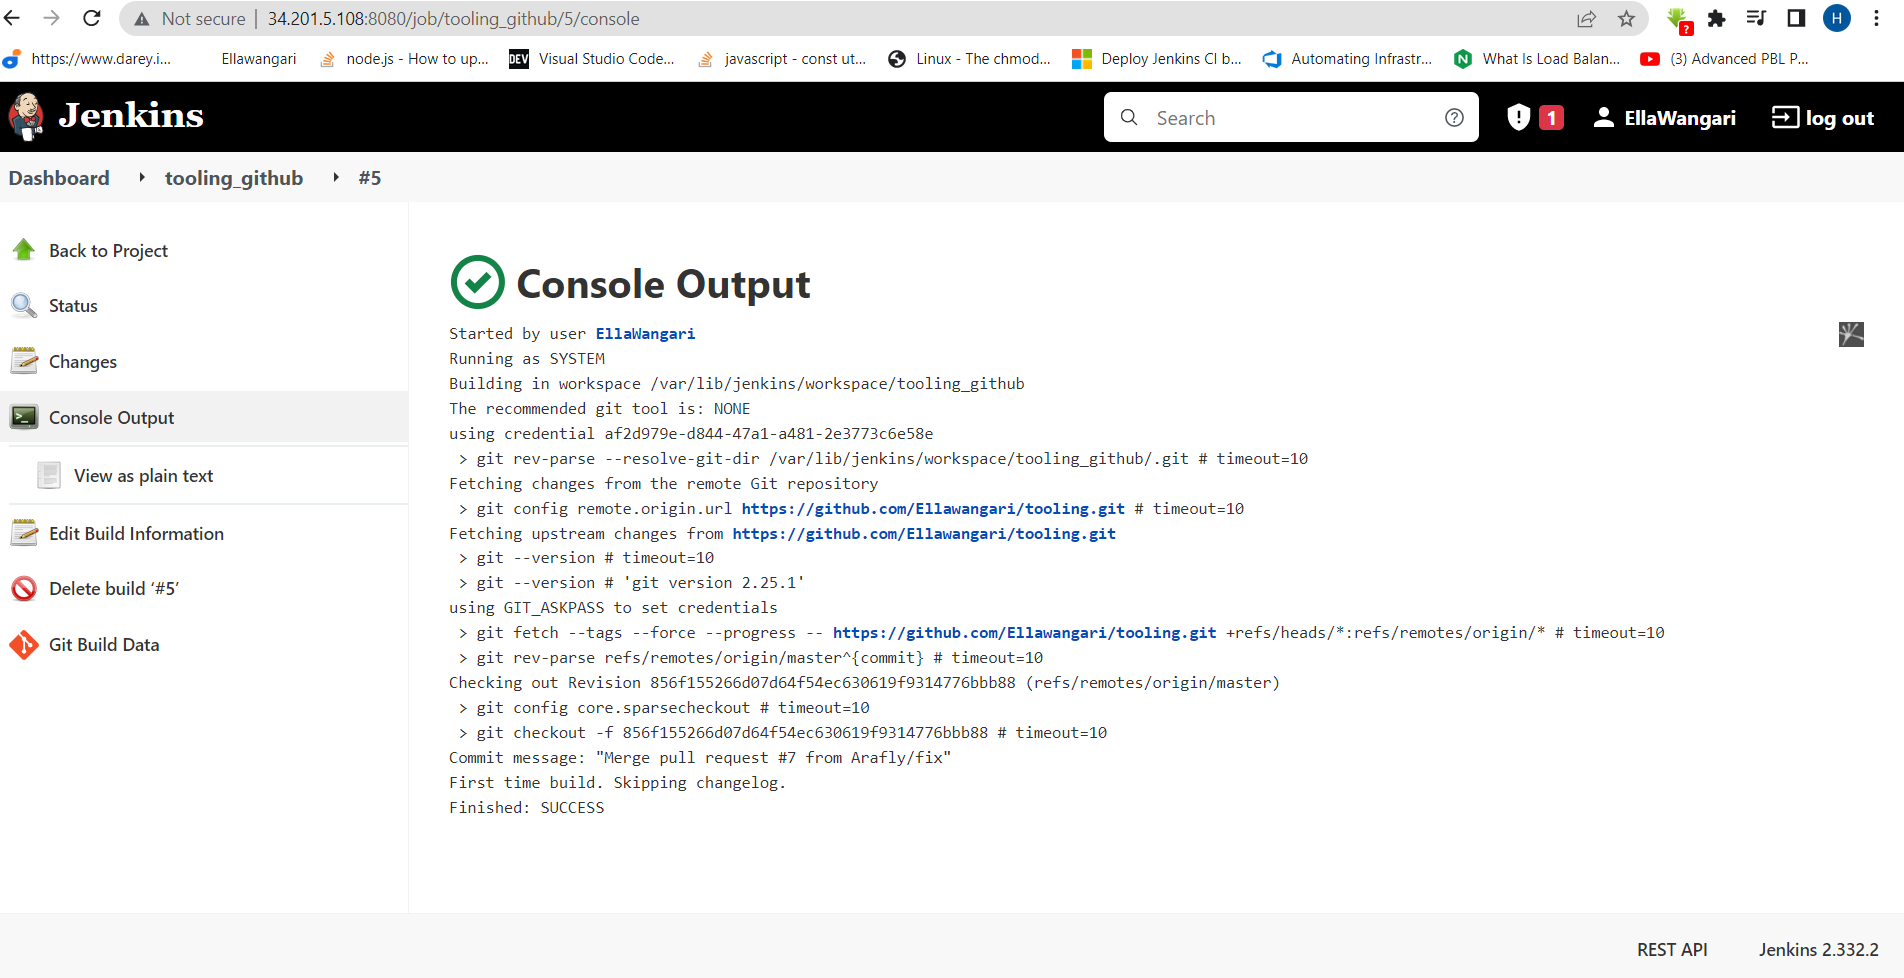 Not secure | 34.201.5.108:8080/job/tooling_github/5/console
?
H
https://www.darey.i...
Ellawangari
node.js - How to up...
DEV
Visual Studio Code...
javascript - const ut...
Linux - The chmod...
Deploy Jenkins CI b...
Automating Infrastr...
N
What Is Load Balan...
(3) Advanced PBL P...
Jenkins
Search
?
1
EllaWangari
log out
Dashboard
tooling_github
#5
Back to Project
Status
Changes
Console Output
View as plain text
Edit Build Information
Delete build ‘#5’
Git Build Data
Console Output
Started by user EllaWangari
Running as SYSTEM
Building in workspace /var/lib/jenkins/workspace/tooling_github
The recommended git tool is: NONE
using credential af2d979e-d844-47a1-a481-2e3773c6e58e
> git rev-parse --resolve-git-dir /var/lib/jenkins/workspace/tooling_github/.git # timeout=10
Fetching changes from the remote Git repository
> git config remote.origin.url https://github.com/Ellawangari/tooling.git # timeout=10
Fetching upstream changes from https://github.com/Ellawangari/tooling.git
> git --version # timeout=10
> git --version # 'git version 2.25.1'
using GIT_ASKPASS to set credentials
> git fetch --tags --force --progress -- https://github.com/Ellawangari/tooling.git +refs/heads/*:refs/remotes/origin/* # timeout=10
> git rev-parse refs/remotes/origin/master^{commit} # timeout=10
Checking out Revision 856f155266d07d64f54ec630619f9314776bbb88 (refs/remotes/origin/master)
> git config core.sparsecheckout # timeout=10
> git checkout -f 856f155266d07d64f54ec630619f9314776bbb88 # timeout=10
Commit message: "Merge pull request #7 from Arafly/fix"
First time build. Skipping changelog.
Finished: SUCCESS
REST API
Jenkins 2.332.2